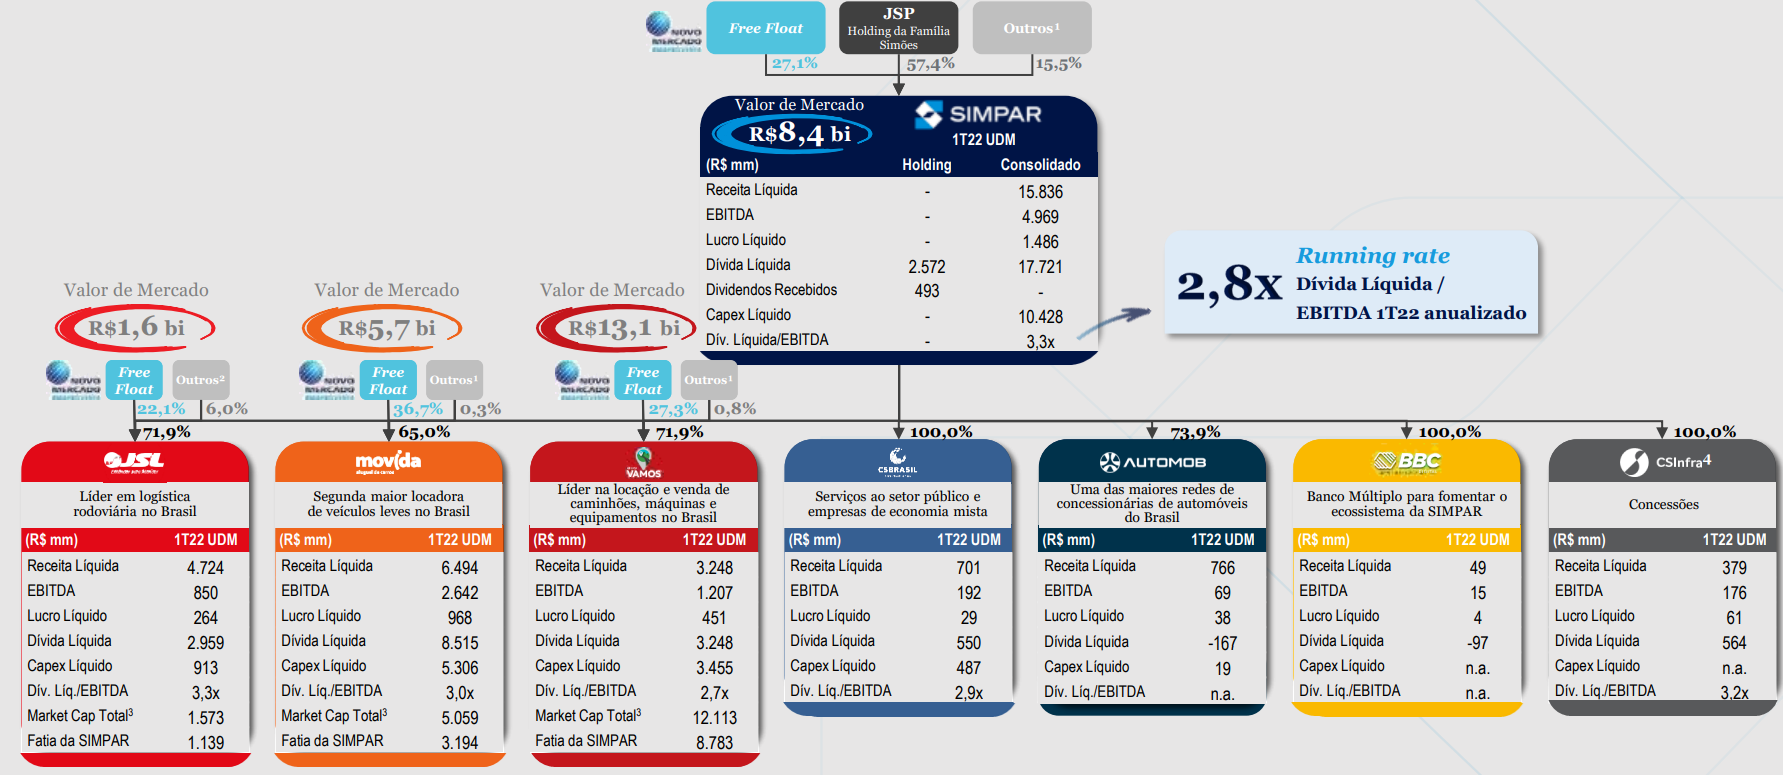 NOVO
MERCADO
Free Float
JSP
Holding da Família
Simões
Outros¹
27,1%
57,4%
15,5%
Valor de Mercado
R$8,4 bi
SIMPAR
1T22 UDM
(R$ mm) Holding Consolidado
Receita Líquida - 15.836
EBITDA - 4.969
Lucro Líquido - 1.486
Dívida Líquida 2.572 17.721
Dividendos Recebidos 493 -
Capex Líquido - 10.428
Dív. Líquida/EBITDA - 3,3x
2,8x
Running rate
Dívida Líquida /
EBITDA 1T22 anualizado
Valor de Mercado
R$1,6 bi
NOVO
MERCADO
Free
Float
Outros²
22,1%
6,0%
71,9%
Valor de Mercado
R$5,7 bi
NOVO
MERCADO
Free
Float
Outros¹
36,7%
0,3%
65,0%
Valor de Mercado
R$13,1 bi
NOVO
MERCADO
Free
Float
Outros¹
27,3%
0,8%
71,9%
100,0%
73,9%
100,0%
100,0%
JSL
Líder em logística
rodoviária no Brasil
(R$ mm) 1T22 UDM
Receita Líquida 4.724
EBITDA 850
Lucro Líquido 264
Dívida Líquida 2.959
Capex Líquido 913
Dív. Líq./EBITDA 3,3x
Market Cap Total³ 1.573
Fatia da SIMPAR 1.139
movida
aluguel de carros
Segunda maior locadora
de veículos leves no Brasil
(R$ mm) 1T22 UDM
Receita Líquida 6.494
EBITDA 2.642
Lucro Líquido 968
Dívida Líquida 8.515
Capex Líquido 5.306
Dív. Líq./EBITDA 3,0x
Market Cap Total³ 5.059
Fatia da SIMPAR 3.194
VAMOS
Líder na locação e venda de
caminhões, máquinas e
equipamentos no Brasil
(R$ mm) 1T22 UDM
Receita Líquida 3.248
EBITDA 1.207
Lucro Líquido 451
Dívida Líquida 3.248
Capex Líquido 3.455
Dív. Líq./EBITDA 2,7x
Market Cap Total³ 12.113
Fatia da SIMPAR 8.783
CSBRASIL
Serviços ao setor público e
empresas de economia mista
(R$ mm) 1T22 UDM
Receita Líquida 701
EBITDA 192
Lucro Líquido 29
Dívida Líquida 550
Capex Líquido 487
Dív. Líq./EBITDA 2,9x
AUTOMOB
Uma das maiores redes de
concessionárias de automóveis
do Brasil
(R$ mm) 1T22 UDM
Receita Líquida 766
EBITDA 69
Lucro Líquido 38
Dívida Líquida -167
Capex Líquido 19
Dív. Líq./EBITDA n.a.
BBC
Banco Múltiplo para fomentar o
ecossistema da SIMPAR
(R$ mm) 1T22 UDM
Receita Líquida 49
EBITDA 15
Lucro Líquido 4
Dívida Líquida -97
Capex Líquido n.a.
Dív. Líq./EBITDA n.a.
CSInfra⁴
Concessões
(R$ mm) 1T22 UDM
Receita Líquida 379
EBITDA 176
Lucro Líquido 61
Dívida Líquida 564
Capex Líquido n.a.
Dív. Líq./EBITDA 3,2x